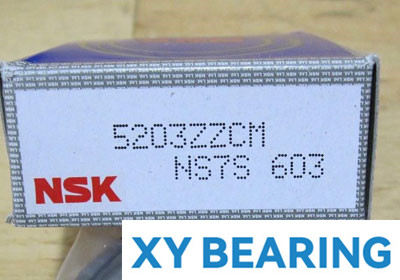 5203ZZCM
NS7S 603
NSK
XY BEARING